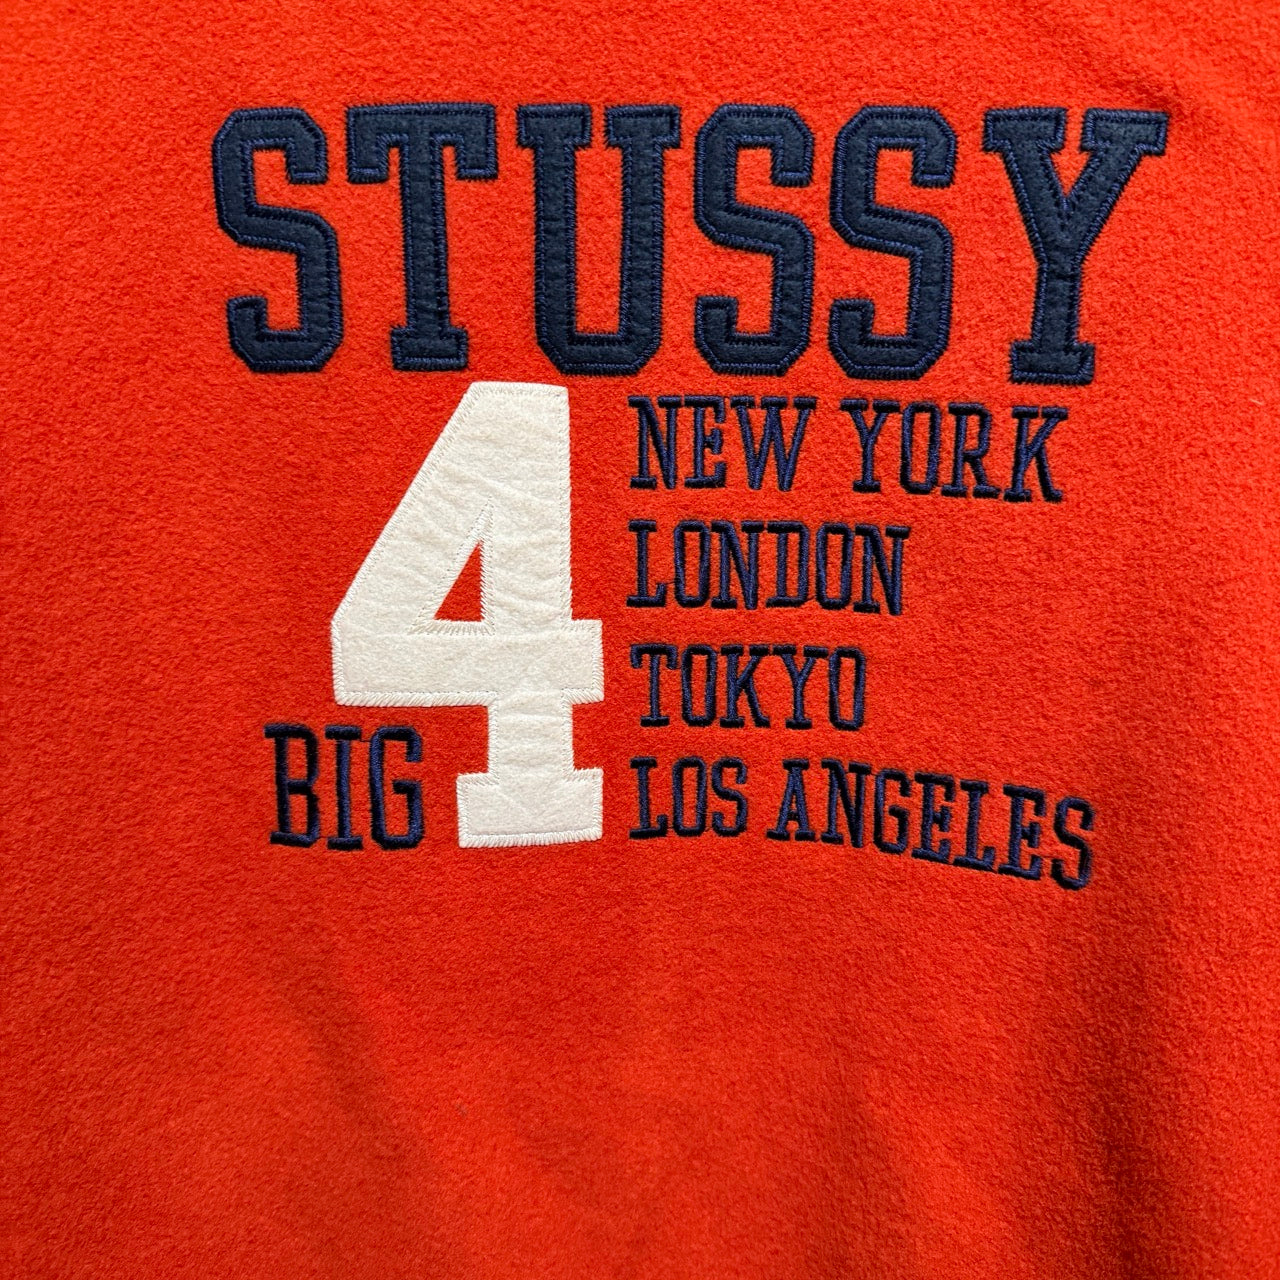 STUSSY
BIG 4
NEW YORK
LONDON
TOKYO
LOS ANGELES